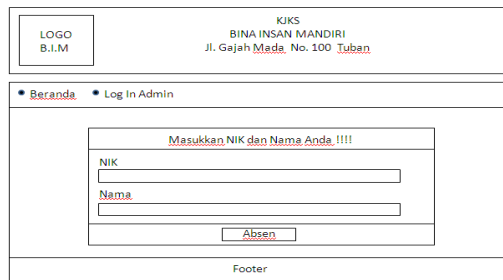 LOGO
B.I.M
KJKS
BINA INSAN MANDIRI
Jl. Gajah Mada No. 100 Tuban
Beranda Log In Admin
Masukkan NIK dan Nama Anda !!!!
NIK
Nama
Absen
Footer